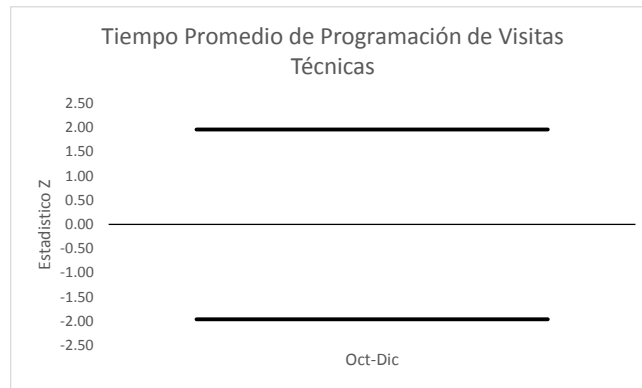 Tiempo Promedio de Programación de Visitas
Técnicas
2.50
2.00
1.50
1.00
0.50
0.00
-0.50
-1.00
-1.50
-2.00
-2.50
Estadístico Z
Oct-Dic